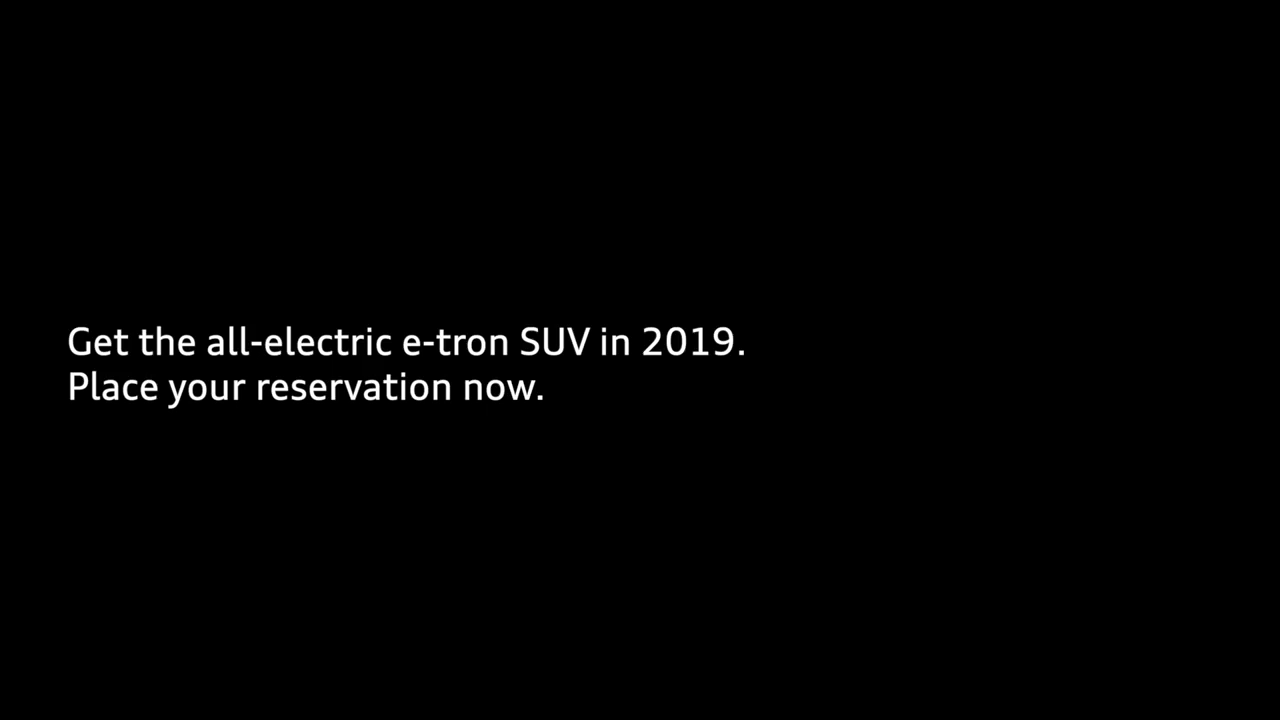 Get the all-electric e-tron SUV in 2019.
Place your reservation now.